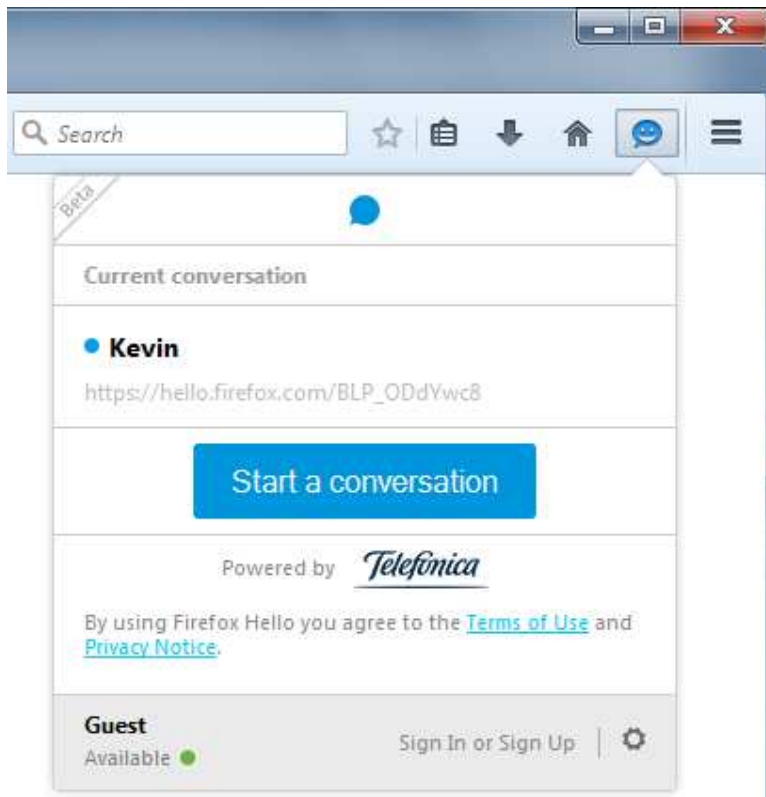 Search
Beta
Current conversation
Kevin
https://hello.firefox.com/BLP_ODdYwc8
Start a conversation
Powered by Telefónica
By using Firefox Hello you agree to the Terms of Use and
Privacy Notice.
Guest
Available
Sign In or Sign Up